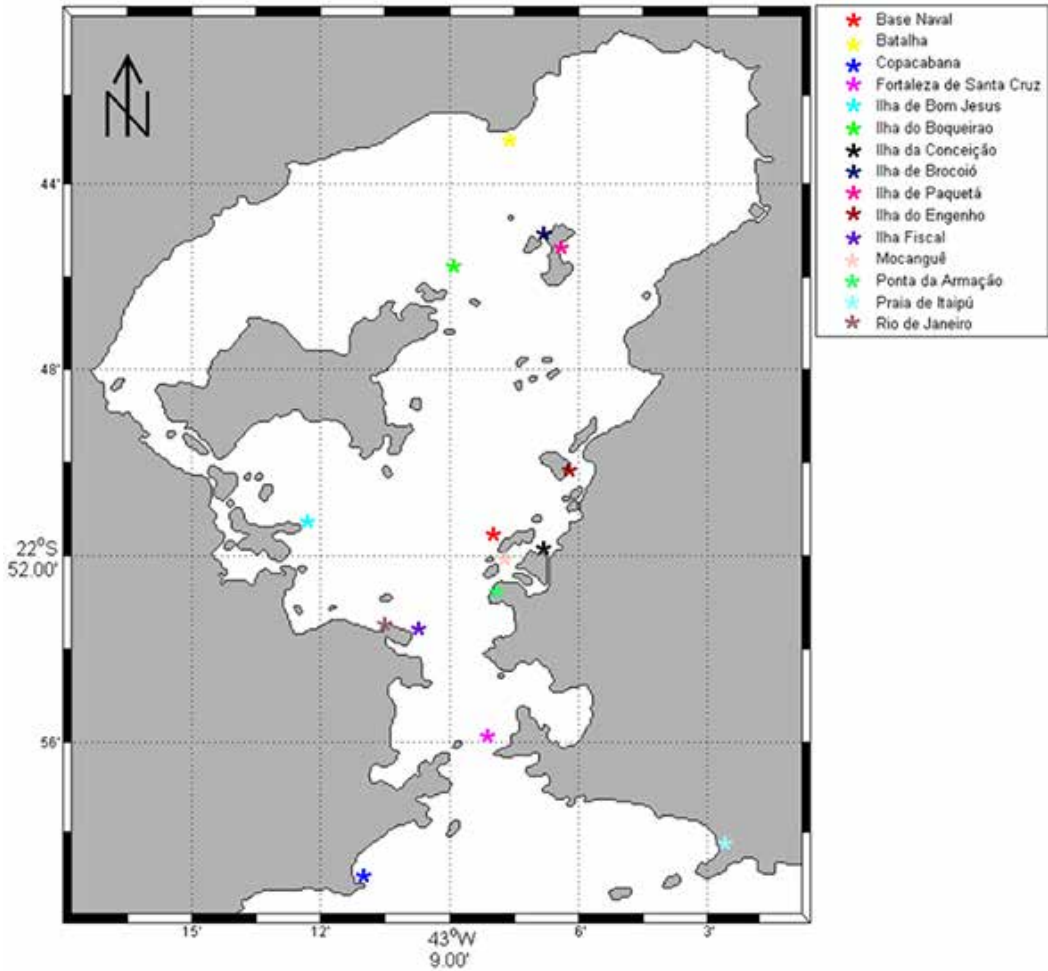 N
Base Naval
Batalha
Copacabana
Fortaleza de Santa Cruz
Ilha de Bom Jesus
Ilha do Boqueirao
Ilha da Conceição
Ilha de Brocoió
Ilha de Paquetá
Ilha do Engenho
Ilha Fiscal
Mocanguê
Ponta da Armação
Praia de Itaipú
Rio de Janeiro
44'
48'
22°S
52.00'
56'
15'
12'
43°W
9.00'
6'
3'